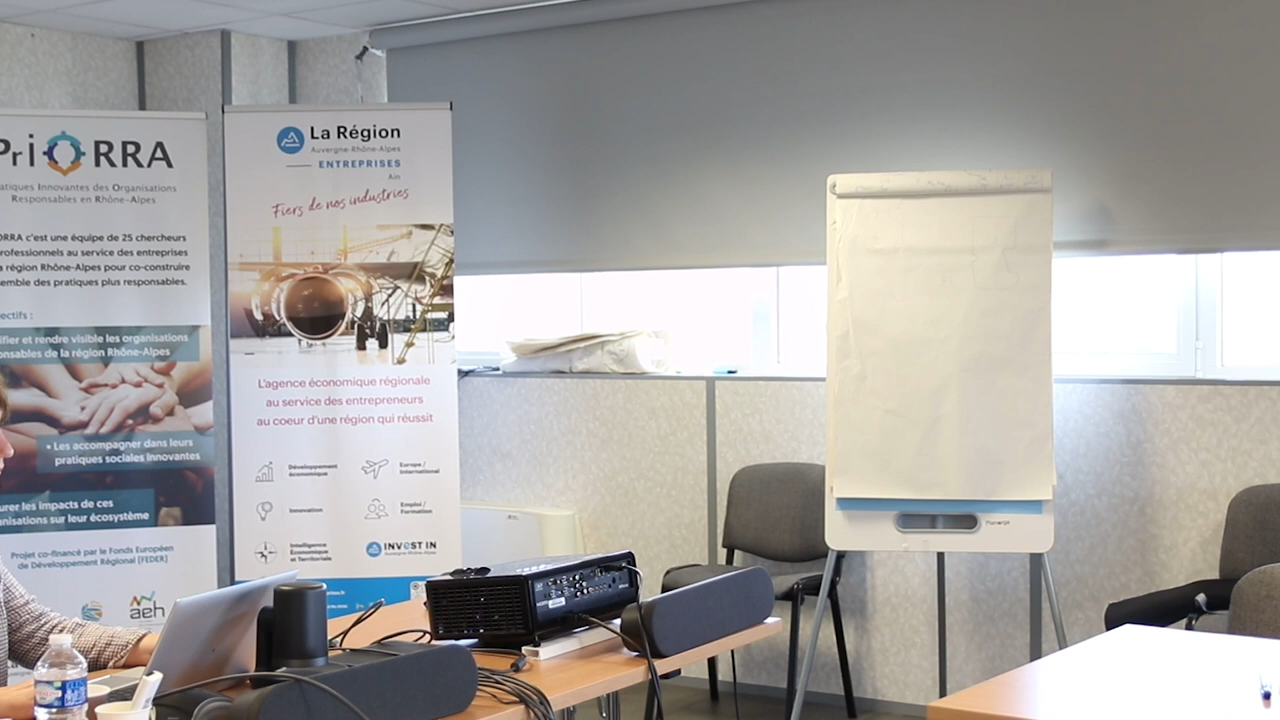 PriORRA
atiques Innovantes des Organisations
Responsables en Rhône-Alpes
ORRA c'est une équipe de 25 chercheurs
rofessionnels au service des entreprises
a région Rhône-Alpes pour co-construire
semble des pratiques plus responsables.
ectifs :
ifier et rendre visible les organisations
onsables de la région Rhône-Alpes
• Les accompagner dans leurs
pratiques sociales innovantes
urer les impacts de ces
anisations sur leur écosystème
Projet co-financé par le Fonds Européen
de Développement Régional (FEDER)
aeh
La Région
Auvergne-Rhône-Alpes
ENTREPRISES
Ain
Fiers de nos industries
L'agence économique régionale
au service des entrepreneurs
au coeur d'une région qui réussit
Développement
économique
Europe /
International
Innovation
Emploi /
Formation
Intelligence
Économique
et Territoriale
INVEST IN
Auvergne-Rhône-Alpes